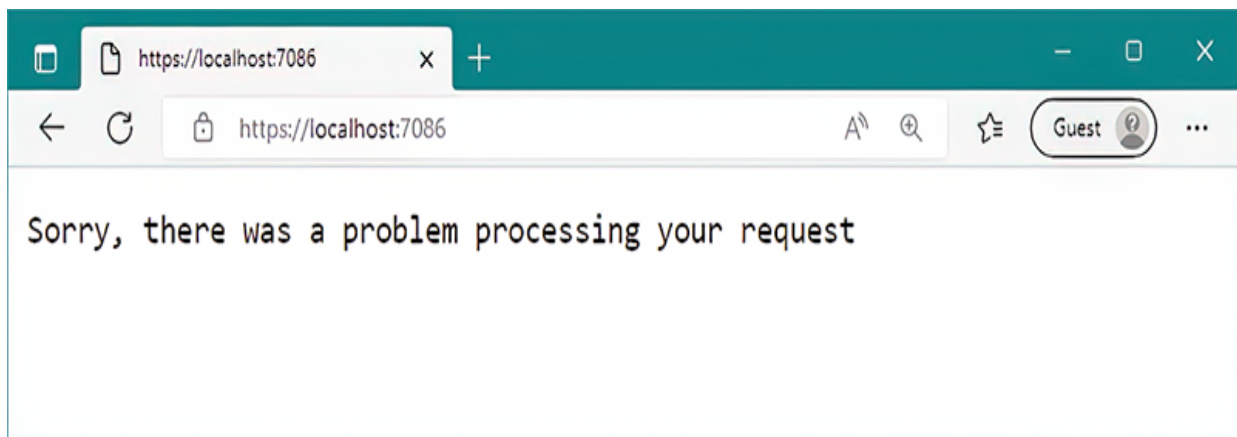 https://localhost:7086
https://localhost:7086
Guest
Sorry, there was a problem processing your request